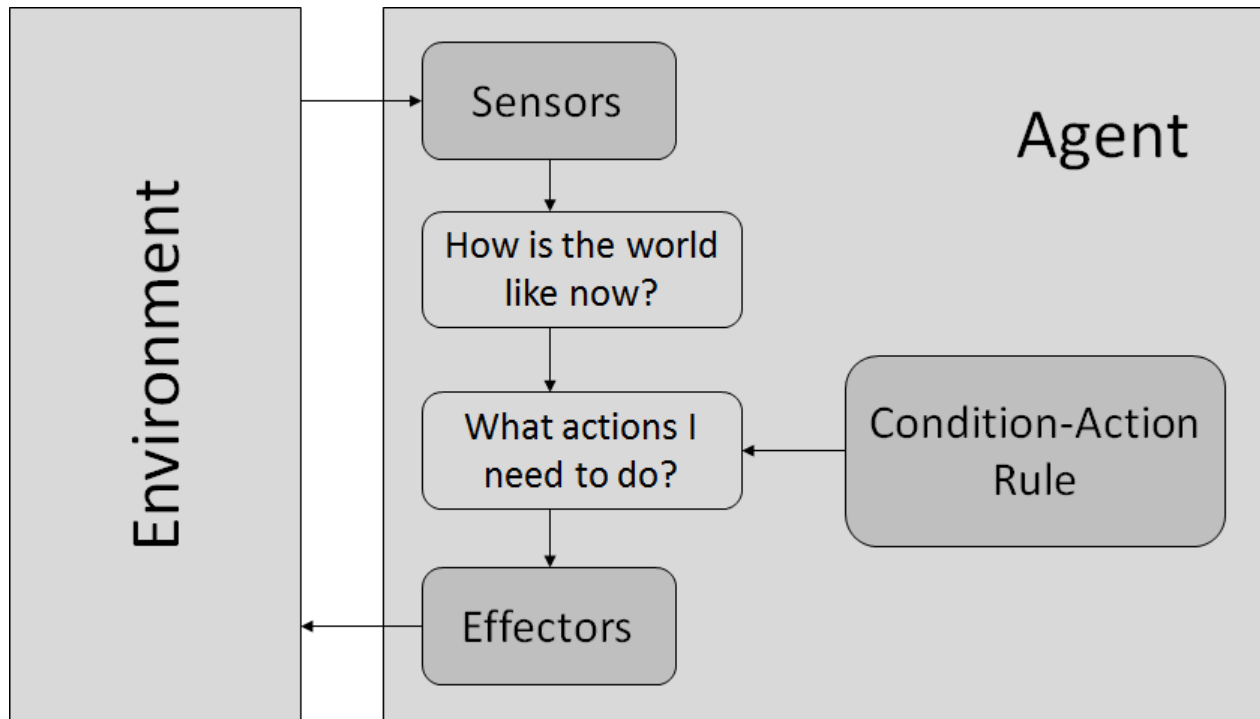 Environment
Agent
Sensors
How is the world
like now?
What actions I
need to do?
Condition-Action
Rule
Effectors